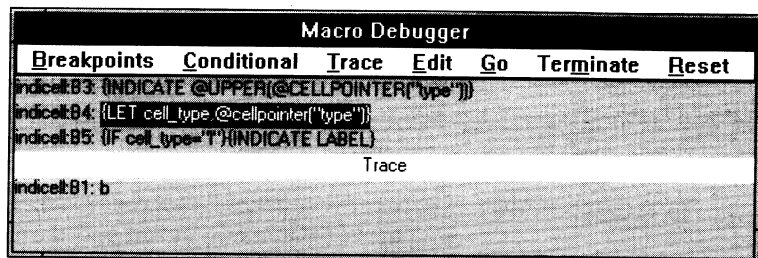 Macro Debugger
Breakpoints Conditional Trace Edit Go Terminate Reset
indicell:B3: {INDICATE @UPPER(@CELLPOINTER("type"))}
indicell:B4: {LET cell_type,@cellpointer("type")}
indicell:B5: {IF cell_type="l"}{INDICATE LABEL}
Trace
indicell:B1: b